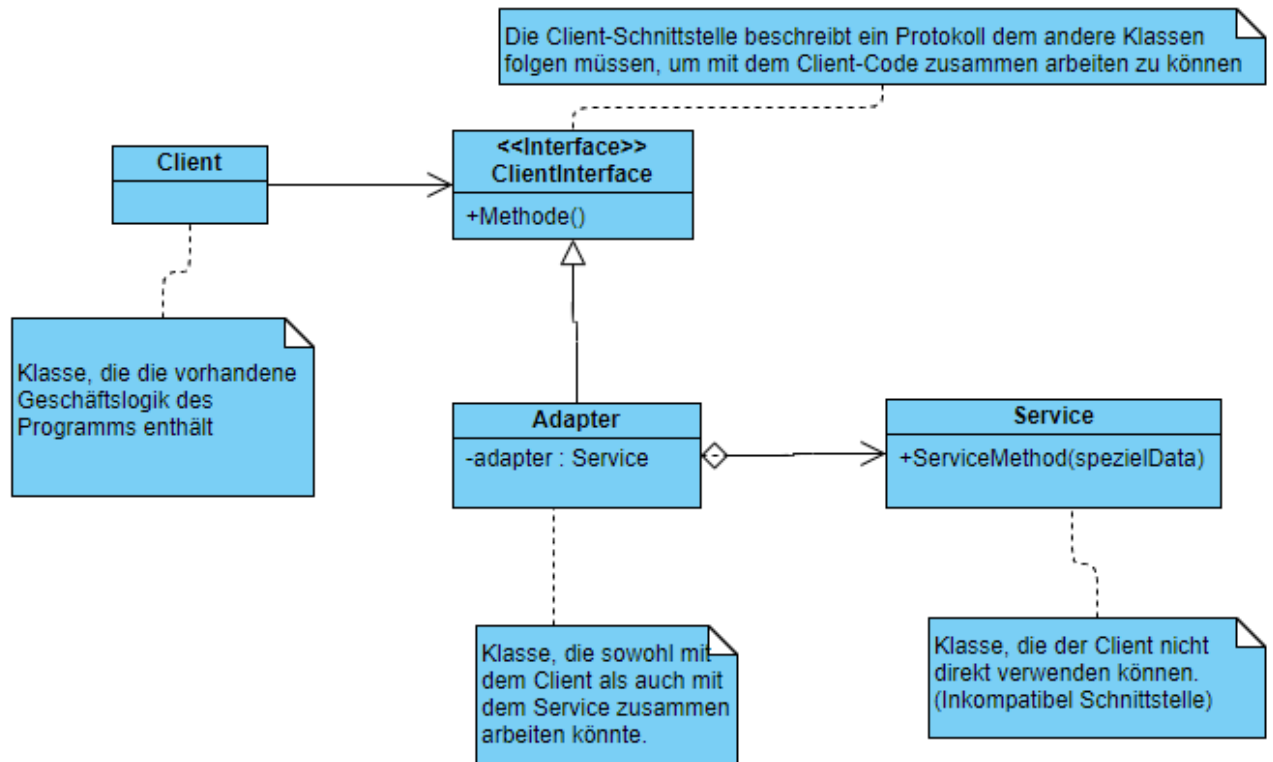 Die Client-Schnittstelle beschreibt ein Protokoll dem andere Klassen
folgen müssen, um mit dem Client-Code zusammen arbeiten zu können
Client
<<Interface>>
ClientInterface
+Methode()
Klasse, die die vorhandene
Geschäftslogik des
Programms enthält
Adapter
-adapter : Service
-
Service
+ServiceMethod(spezielData)
Klasse, die sowohl mit
dem Client als auch mit
dem Service zusammen
arbeiten könnte.
Klasse, die der Client nicht
direkt verwenden können.
(Inkompatibel Schnittstelle)